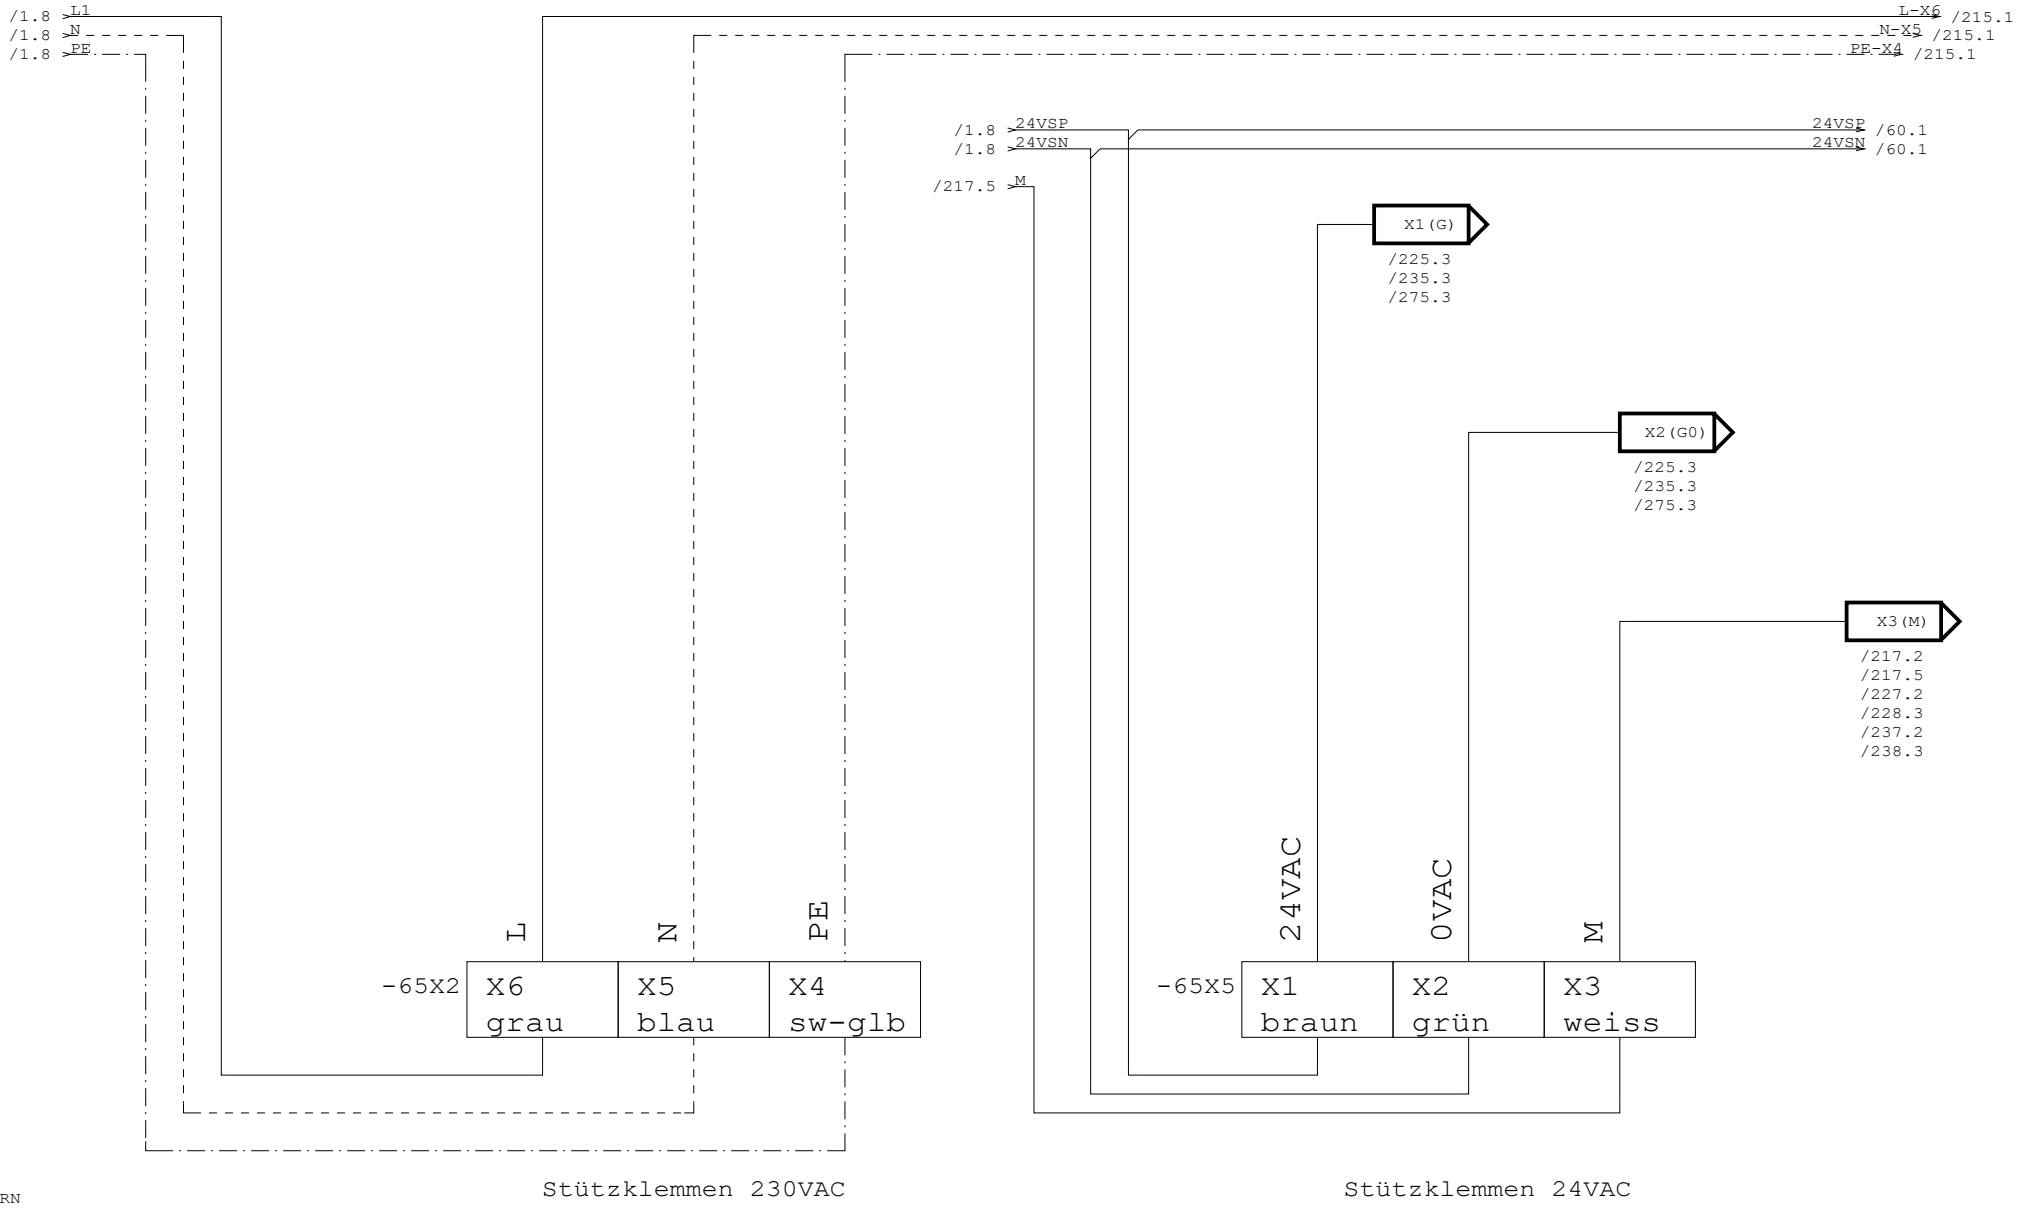 /1.8 L1
/1.8 N
/1.8 PE
L-X6 /215.1
N-X5 /215.1
PE-X4 /215.1
/1.8 24VSP
/1.8 24VSN
24VSP /60.1
24VSN /60.1
/217.5 M
X1(G)
/225.3
/235.3
/275.3
X2(G0)
/225.3
/235.3
/275.3
X3(M)
/217.2
/217.5
/227.2
/228.3
/237.2
/238.3
L
N
PE
24VAC
0VAC
M
-65X2
X6
grau
X5
blau
X4
sw-glb
-65X5
X1
braun
X2
grün
X3
weiss
Stützklemmen 230VAC
Stützklemmen 24VAC
RN